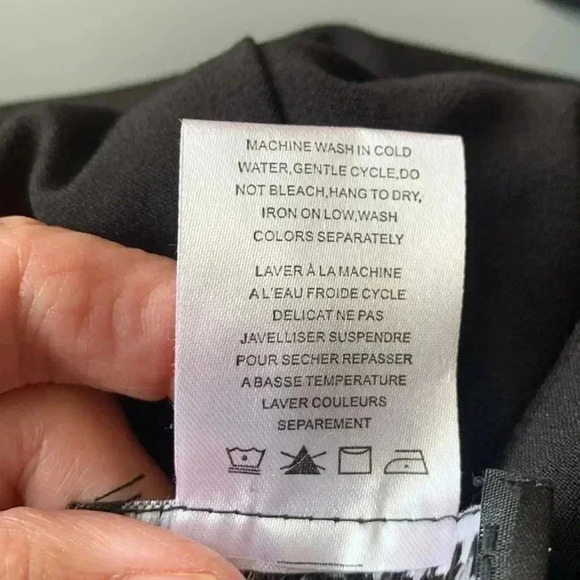 MACHINE WASH IN COLD
WATER,GENTLE CYCLE,DO
NOT BLEACH,HANG TO DRY,
IRON ON LOW,WASH
COLORS SEPARATELY
LAVER À LA MACHINE
A L'EAU FROIDE CYCLE
DELICAT NE PAS
JAVELLISER SUSPENDRE
POUR SECHER REPASSER
A BASSE TEMPERATURE
LAVER COULEURS
SEPAREMENT